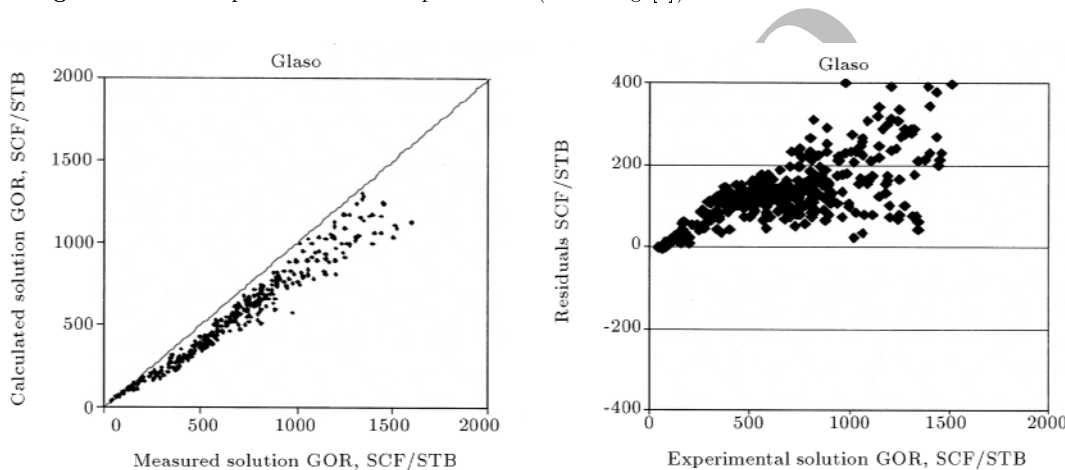 Glaso
2000
1500
1000
500
0
0 500 1000 1500 2000
Calculated solution GOR, SCF/STB
Measured solution GOR, SCF/STB
Glaso
400
200
0
-200
-400
0 500 1000 1500 2000
Residuals SCF/STB
Experimental solution GOR, SCF/STB